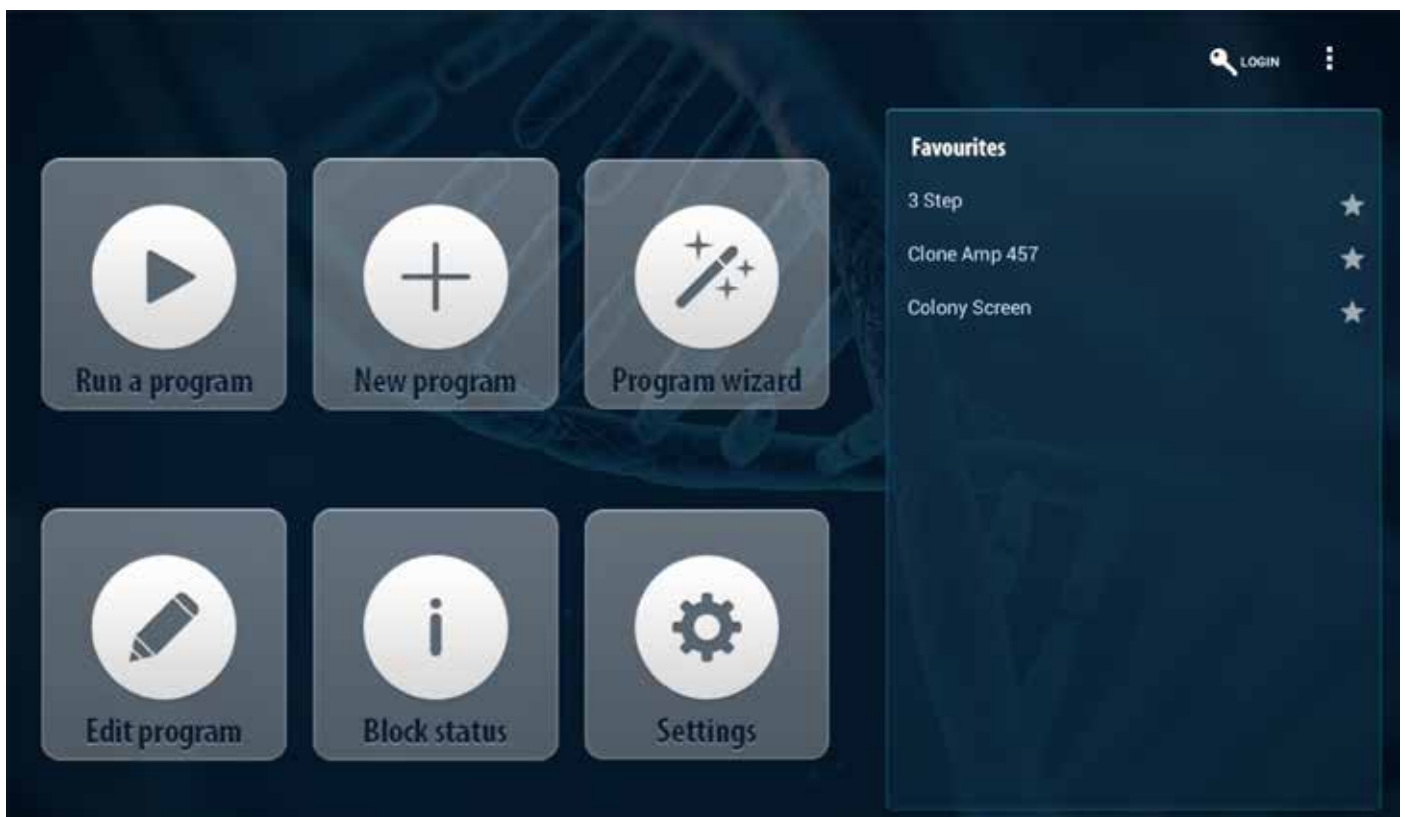 LOGIN
Favourites
3 Step
Clone Amp 457
Colony Screen
Run a program
New program
Program wizard
Edit program
Block status
Settings